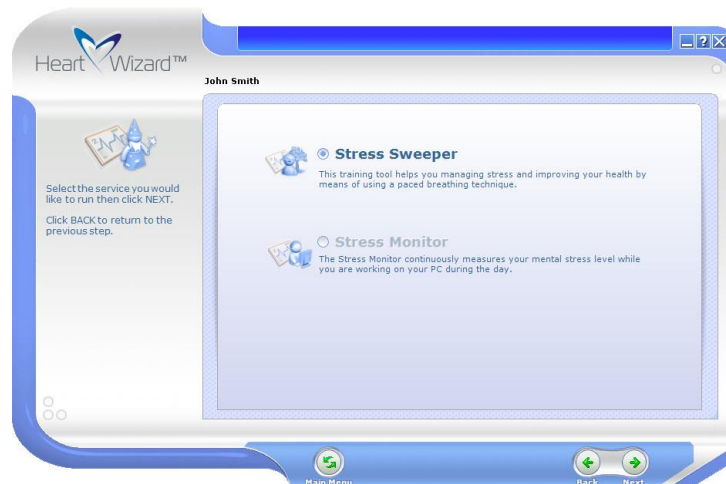 Heart Wizard™
John Smith
Select the service you would
like to run then click NEXT.
Click BACK to return to the
previous step.
Stress Sweeper
This training tool helps you managing stress and improving your health by
means of using a paced breathing technique.
Stress Monitor
The Stress Monitor continuously measures your mental stress level while
you are working on your PC during the day.
Main Menu
Back Next